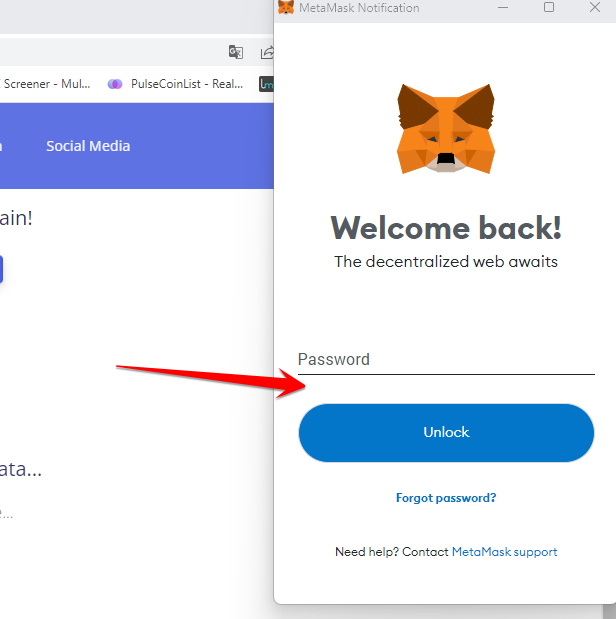 MetaMask Notification
Screener - Mul...
PulseCoinList - Real...
Social Media
ain!
Welcome back!
The decentralized web awaits
Password
Unlock
ata...
Forgot password?
e...
Need help? Contact MetaMask support